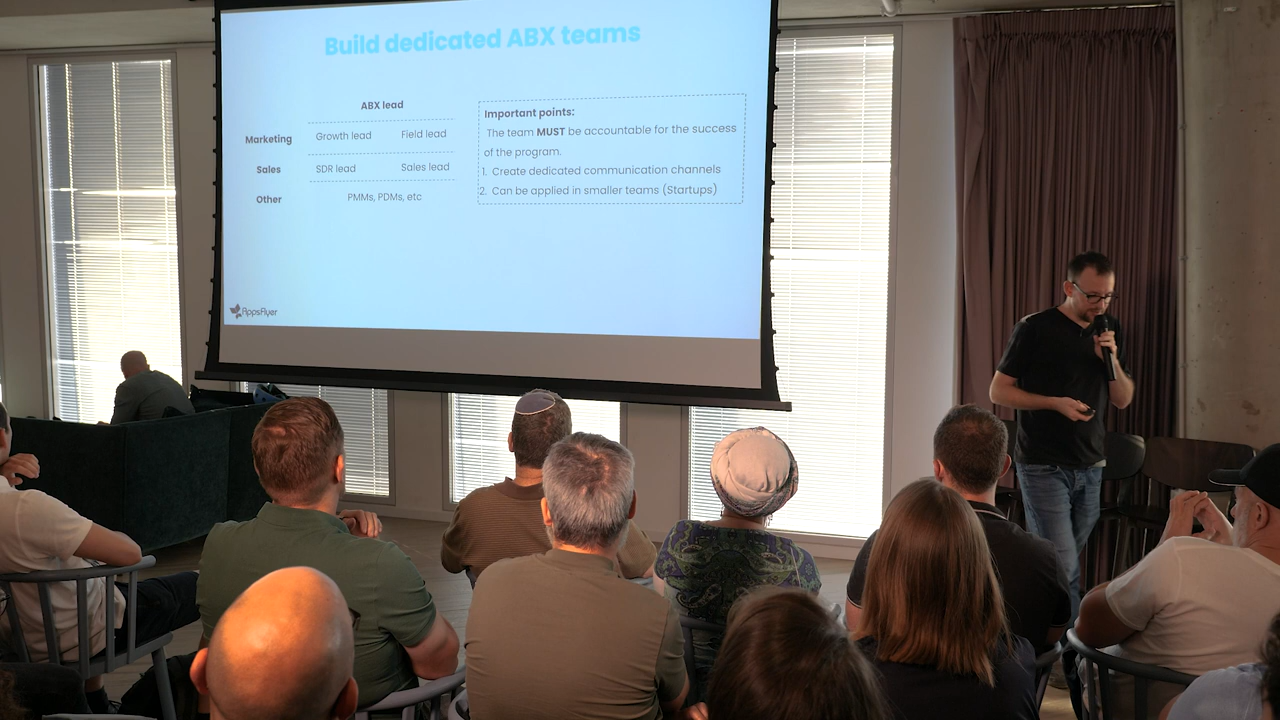 Build dedicated ABX teams
ABX lead
Marketing Growth lead Field lead
Sales SDR lead Sales lead
Other PMMs, PDMs, etc
Important points:
The team MUST be accountable for the success
of the program.
1. Create dedicated communication channels
2. Can be applied in smaller teams (Startups)
AppsFlyer